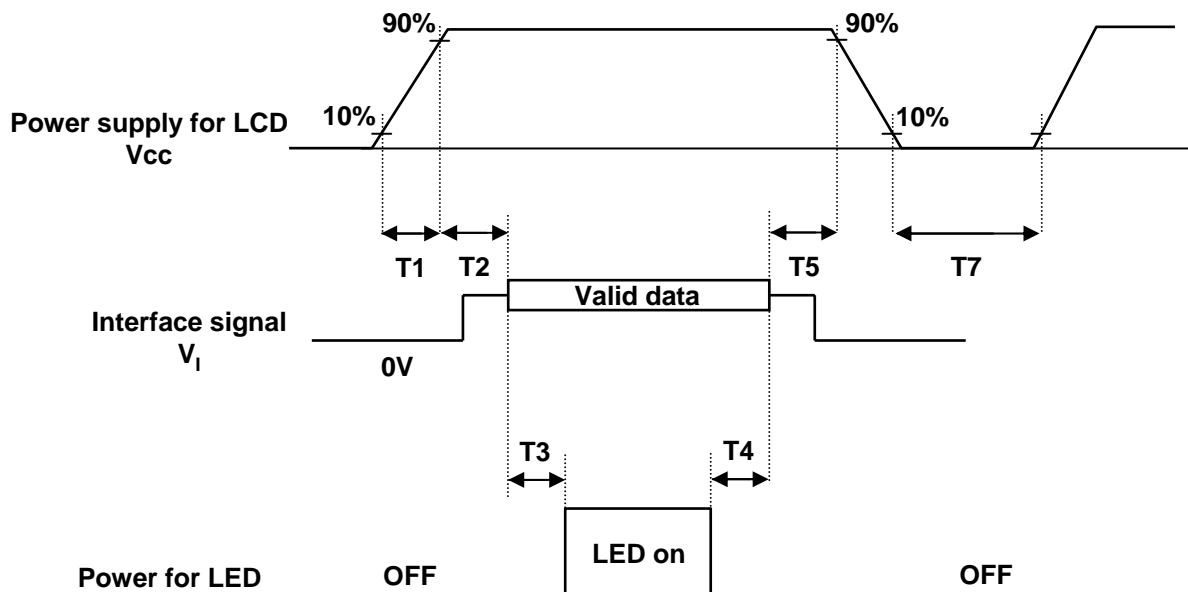 90%
90%
10%
10%
Power supply for LCD
Vcc
T1
T2
T5
T7
Valid data
Interface signal
VI
0V
T3
T4
LED on
Power for LED
OFF
OFF